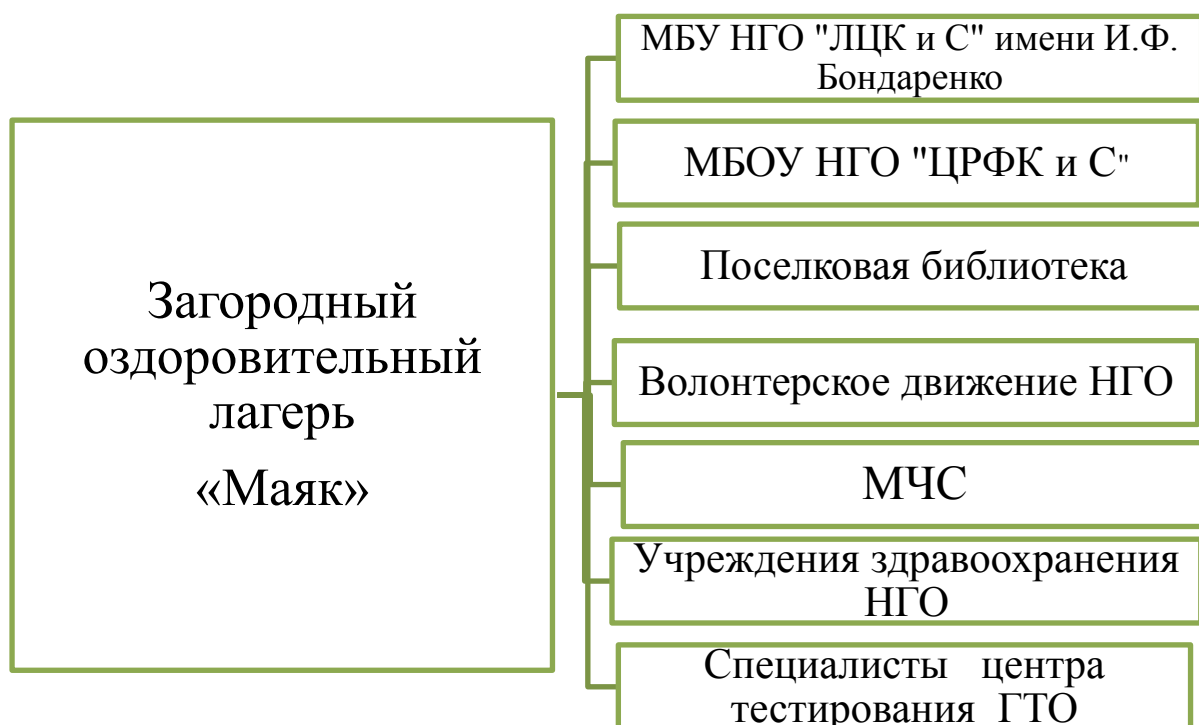 Загородный
оздоровительный
лагерь
«Маяк»
МБУ НГО "ЛЦК и С" имени И.Ф.
Бондаренко
МБОУ НГО "ЦРФК и С"
Поселковая библиотека
Волонтерское движение НГО
МЧС
Учреждения здравоохранения
НГО
Специалисты центра
тестирования ГТО